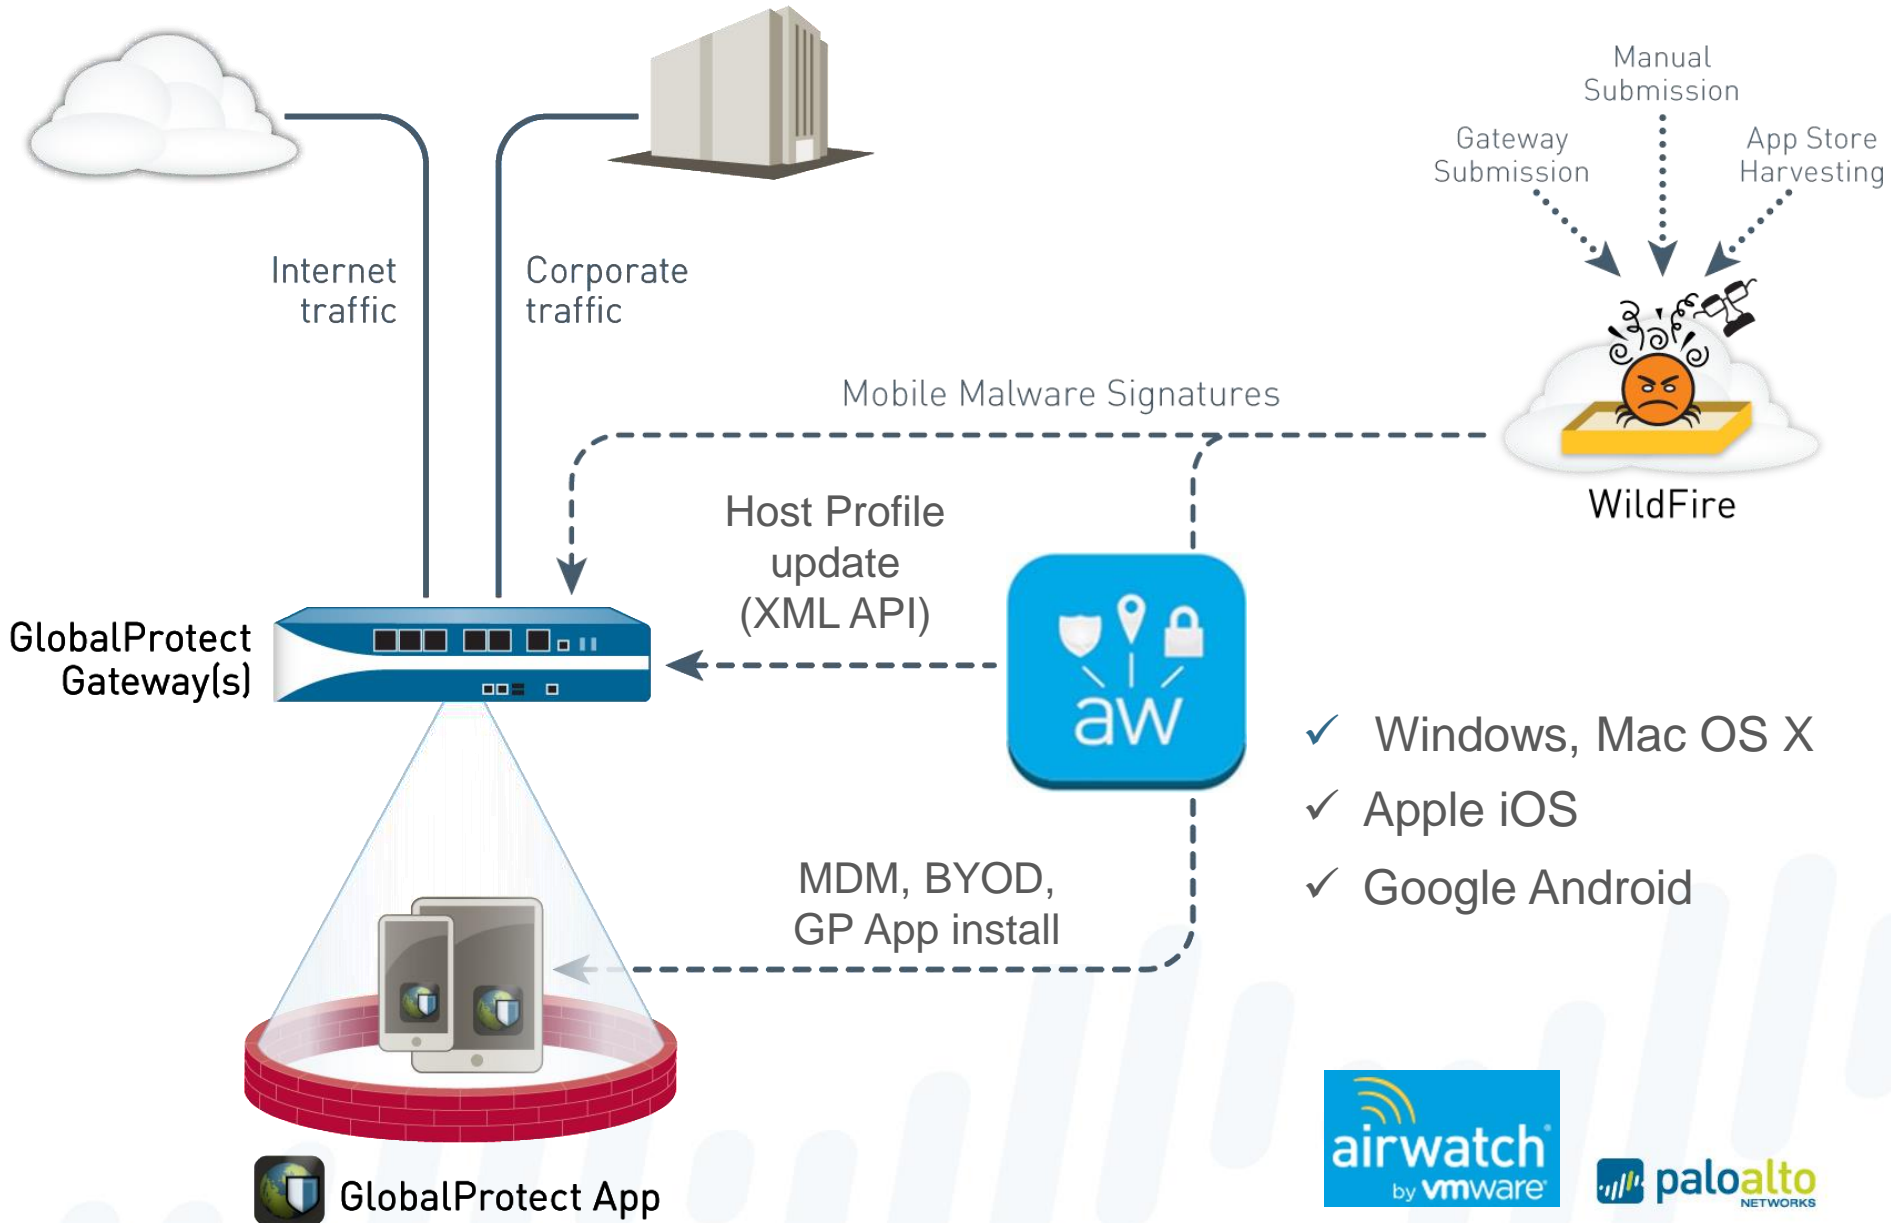 Manual
Submission
Gateway
Submission
App Store
Harvesting
Internet
traffic
Corporate
traffic
Mobile Malware Signatures
WildFire
Host Profile
update
(XML API)
GlobalProtect
Gateway(s)
aw
✓ Windows, Mac OS X
✓ Apple iOS
✓ Google Android
MDM, BYOD,
GP App install
airwatch
by vmware
paloalto
NETWORKS
GlobalProtect App